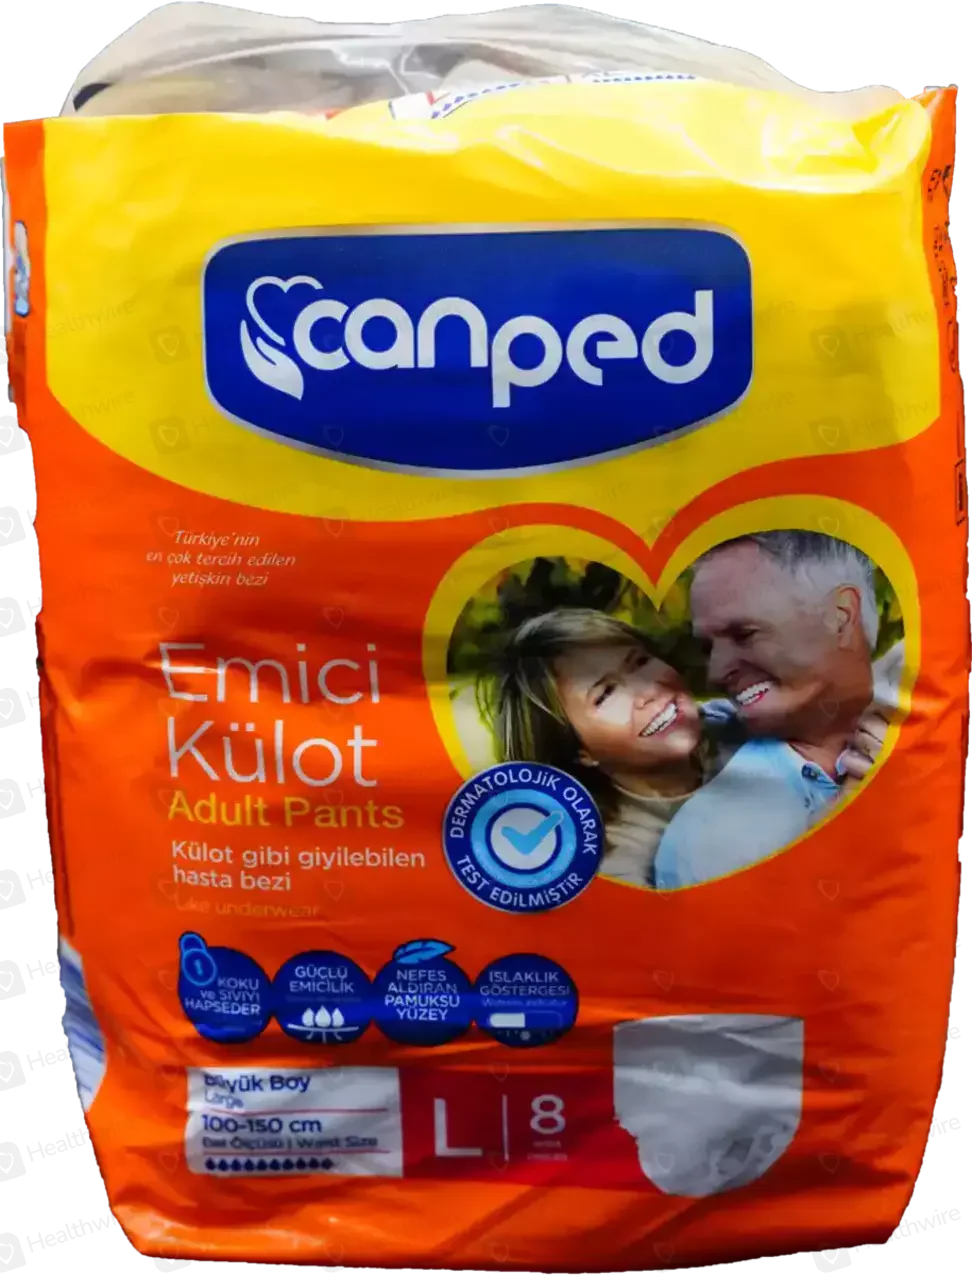 canped
Türkiye'nin
en çok tercih edilen
yetişkin bezi
Emici
Külot
Adult Pants
Külot gibi giyilebilen
hasta bezi
Like underwear
DERMATOLOJİK OLARAK
TEST EDİLMİŞTİR
KOKU
ve SIVIYI
HAPSEDER
GÜÇLÜ
EMİCİLİK
NEFES
ALDIRAN
PAMUKSU
YÜZEY
ISLAKLIK
GÖSTERGESİ
Wetness indicator
Büyük Boy
Large
100-150 cm
Bel Ölçüsü | Waist Size
L
8
Healthwire